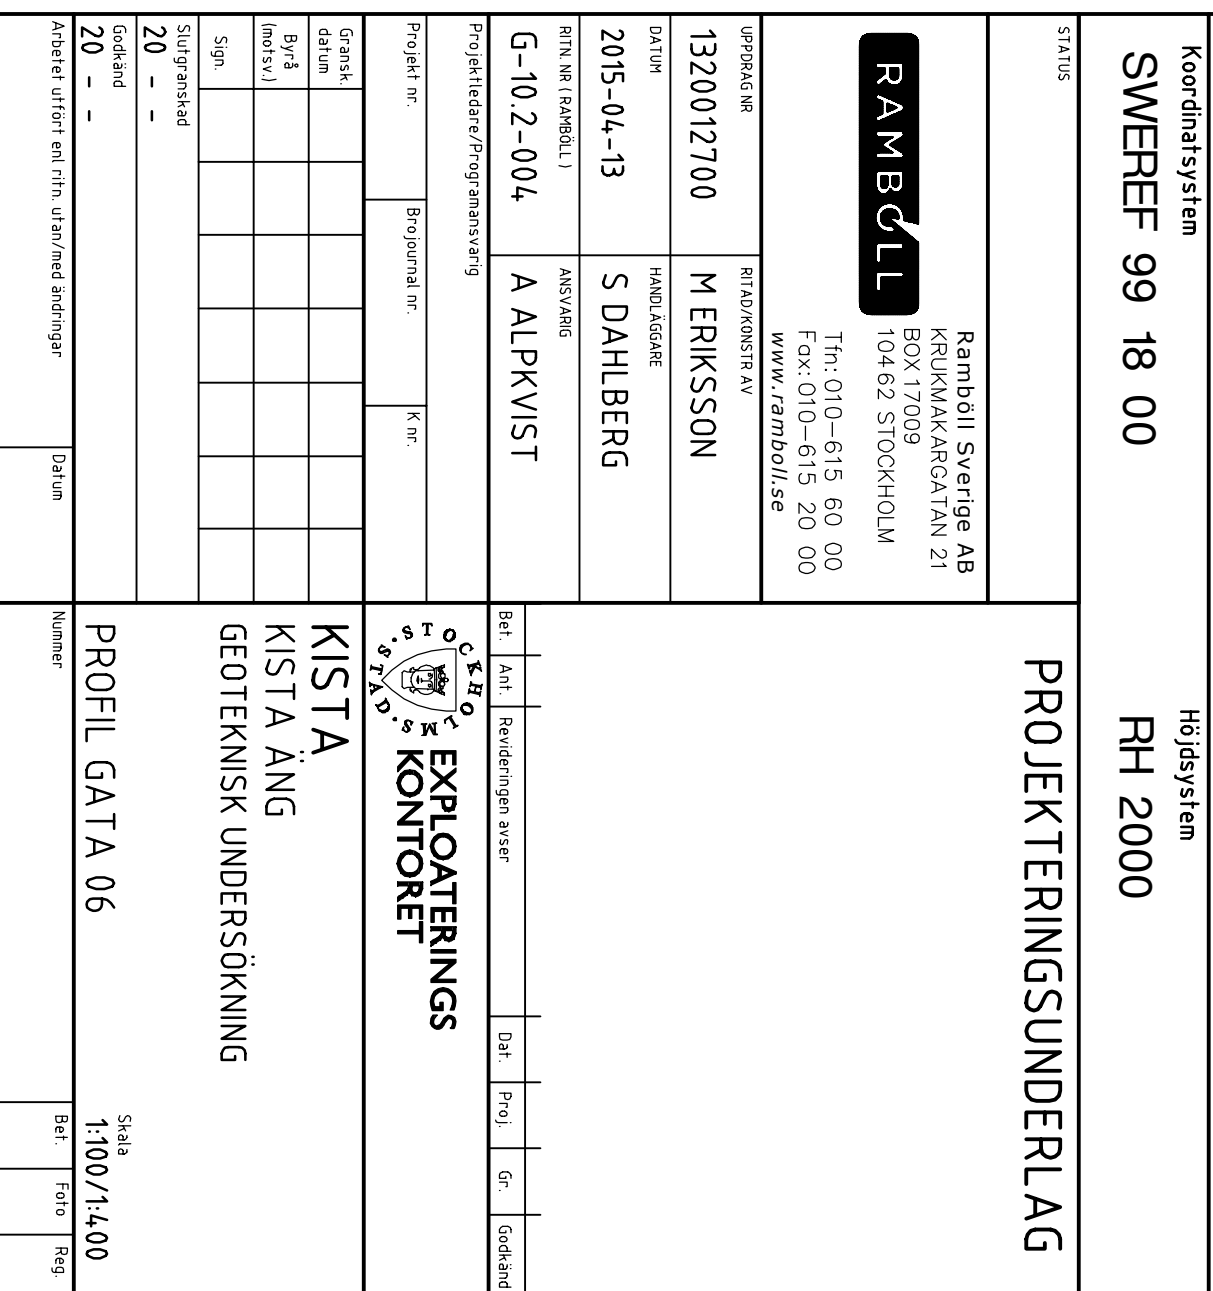 Koordinatsystem
SWEREF 99 18 00
Höjdsystem
RH 2000
STATUS
PROJEKTERINGSUNDERLAG
RAMBÖLL
Ramböll Sverige AB
KRUKMAKARGATAN 21
BOX 17009
104 62 STOCKHOLM
Tfn: 010-615 60 00
Fax: 010-615 20 00
www.ramboll.se
UPPDRAG NR
1320012700
RITAD/KONSTR AV
M ERIKSSON
DATUM
2015-04-13
HANDLÄGGARE
S DAHLBERG
RITN. NR ( RAMBÖLL )
G-10.2-004
ANSVARIG
A ALPKVIST
Bet. Ant. Revideringen avser Dat. Proj. Gr. Godkänd
Projektledare/Programansvarig
Projekt nr. Brojournal nr. K nr.
STOCKHOLMS·STADS·
EXPLOATERINGS
KONTORET
Gransk.
datum
Byrå
(motsv.)
Sign.
KISTA
KISTA ÄNG
GEOTEKNISK UNDERSÖKNING
Slutgranskad
20 - -
Godkänd
20 - -
PROFIL GATA 06
Skala
1:100/1:400
Arbetet utfört enl ritn. utan/med ändringar
Datum
Nummer
Bet. Foto Reg.